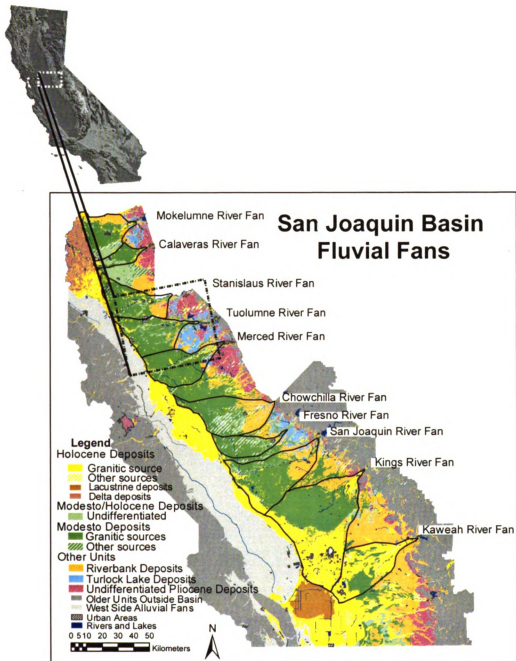 San Joaquin Basin
Fluvial Fans
Mokelumne River Fan
Calaveras River Fan
Stanislaus River Fan
Tuolumne River Fan
Merced River Fan
Chowchilla River Fan
Fresno River Fan
San Joaquin River Fan
Kings River Fan
Kaweah River Fan
Legend
Holocene Deposits
Granitic source
Other sources
Lacustrine deposits
Delta deposits
Modesto/Holocene Deposits
Undifferentiated
Modesto Deposits
Granitic sources
Other sources
Other Units
Riverbank Deposits
Turlock Lake Deposits
Undifferentiated Pliocene Deposits
Older Units Outside Basin
West Side Alluvial Fans
Urban Areas
Rivers and Lakes
0 5 10 20 30 40 50
Kilometers
N